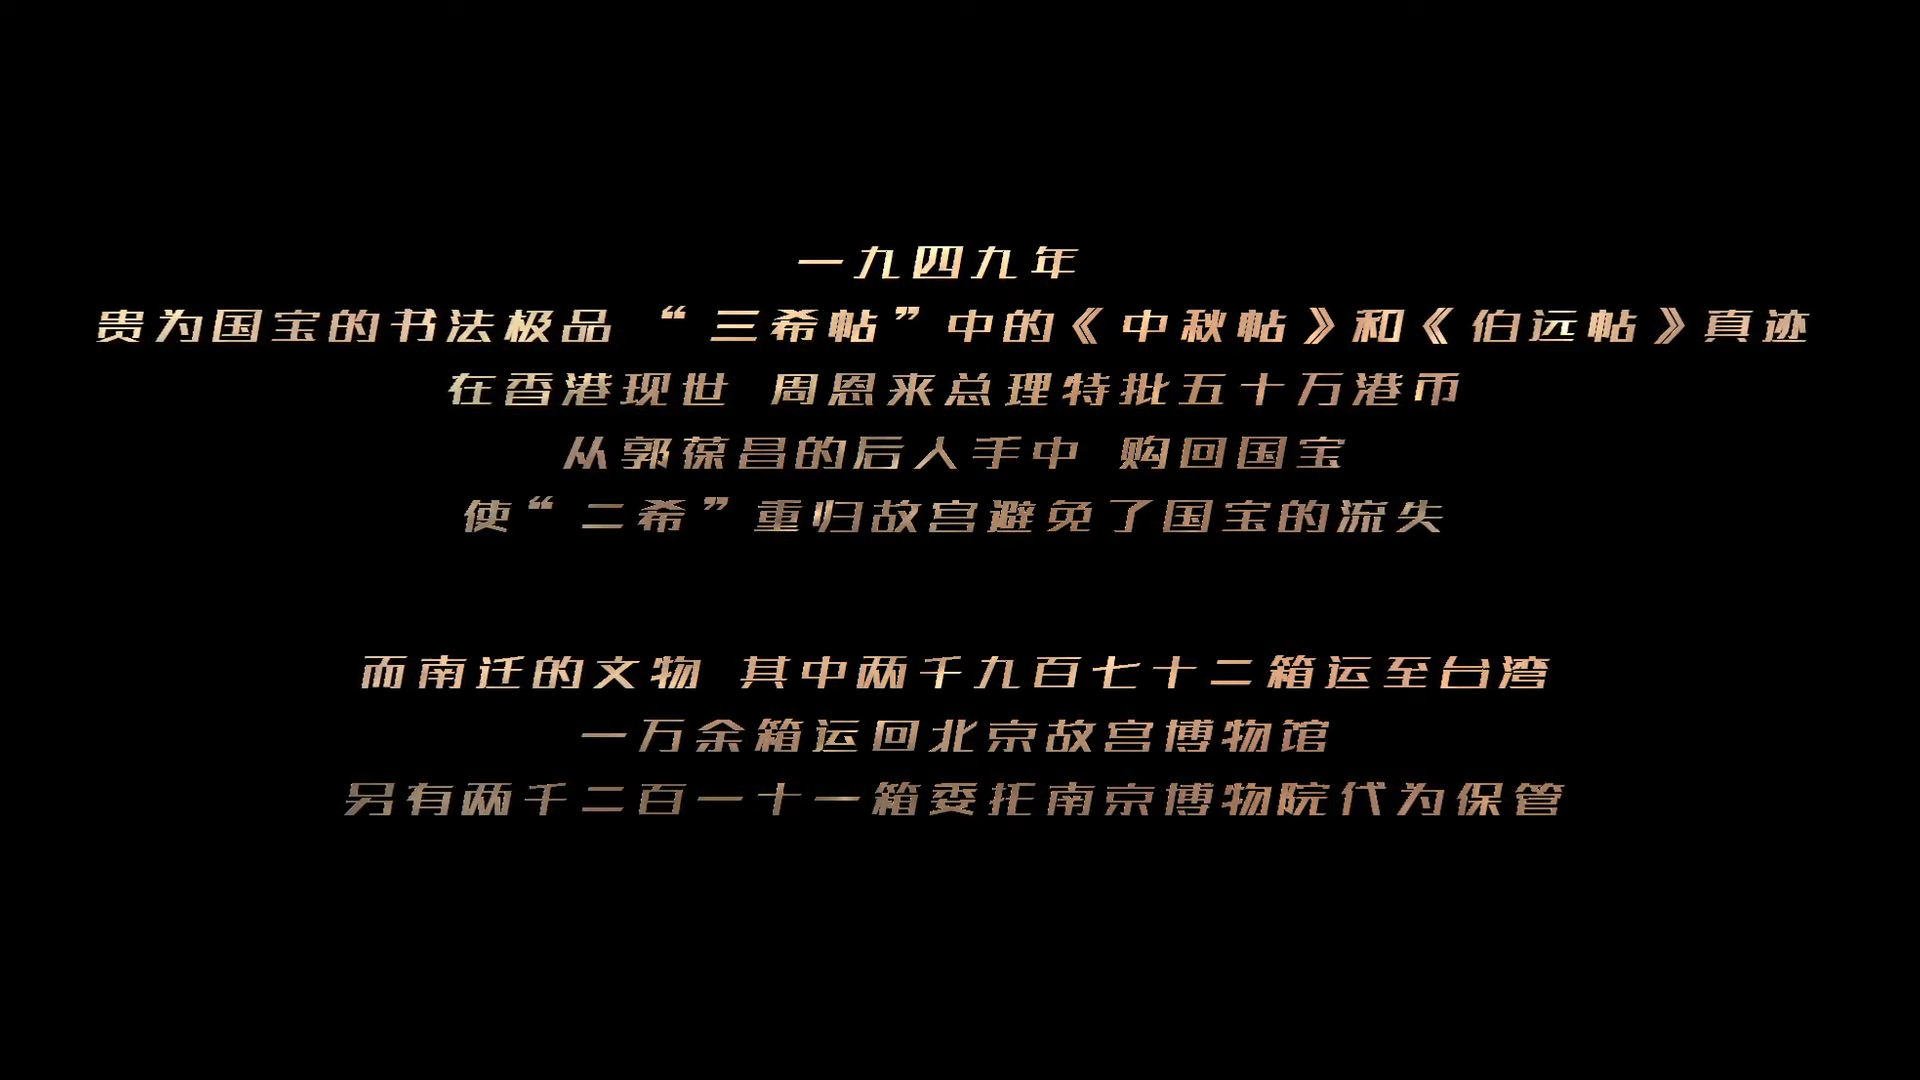 一九四九年
贵为国宝的书法极品 “三希帖”中的《中秋帖》和《伯远帖》真迹
在香港现世 周恩来总理特批五十万港币
从郭葆昌的后人手中 购回国宝
使“二希”重归故宫避免了国宝的流失
而南迁的文物 其中两千九百七十二箱运至台湾
一万余箱运回北京故宫博物馆
另有两千二百一十一箱委托南京博物院代为保管